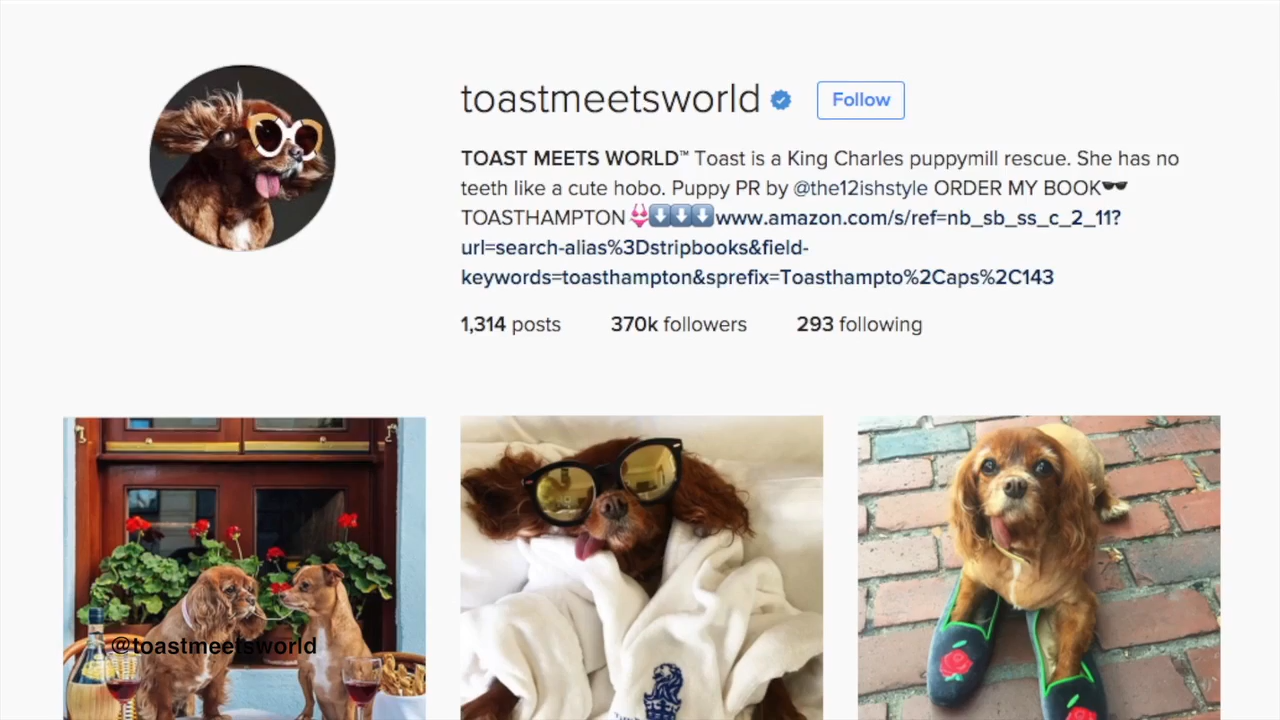 toastmeetsworld
Follow
TOAST MEETS WORLD™ Toast is a King Charles puppymill rescue. She has no
teeth like a cute hobo. Puppy PR by @the12ishstyle ORDER MY BOOK🕶️
TOASTHAMPTON 👙⬇️⬇️⬇️www.amazon.com/s/ref=nb_sb_ss_c_2_11?
url=search-alias%3Dstripbooks&field-
keywords=toasthampton&sprefix=Toasthampto%2Caps%2C143
1,314 posts
370k followers
293 following
@toastmeetsworld